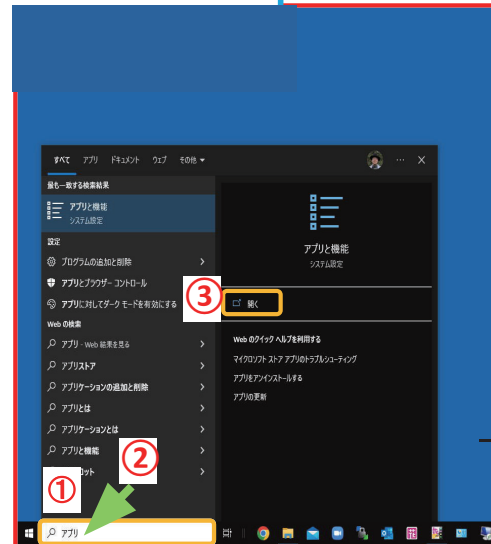 すべて アプリ ドキュメント ウェブ その他 ▾ … X
最も一致する検索結果
アプリと機能
システム設定
設定
プログラムの追加と削除
アプリとブラウザー コントロール
アプリに対してダーク モードを有効にする
Web の検索
アプリ - Web 結果を見る
アプリストア
アプリケーションの追加と削除
アプリとは
アプリケーションとは
アプリと機能
ット
①
②
アプリ
アプリと機能
システム設定
③
開く
Web のクイック ヘルプを利用する
マイクロソフト ストア アプリのトラブルシューティング
アプリをアンインストールする
アプリの更新